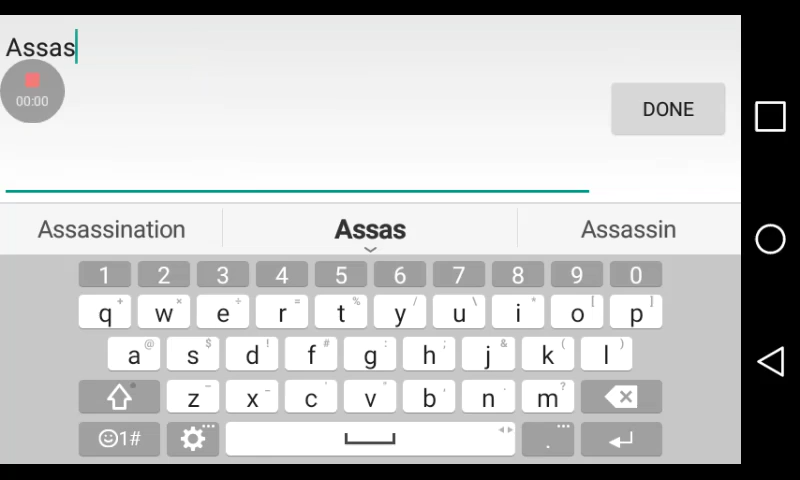 Assas
00:00
DONE
Assassination Assas Assassin
1 2 3 4 5 6 7 8 9 0
q + w × e ÷ r = t % y / u \ i * o [ p ]
a @ s $ d ! f # g : h ; j & k ( l )
z – x _ c ' v " b , n . m ?
1# .